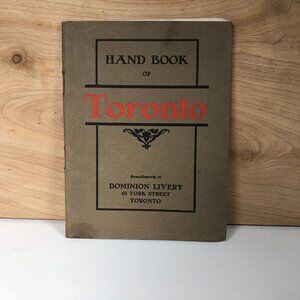 HAND BOOK
OF
Toronto
Compliments of
DOMINION LIVERY
61 YORK STREET
TORONTO